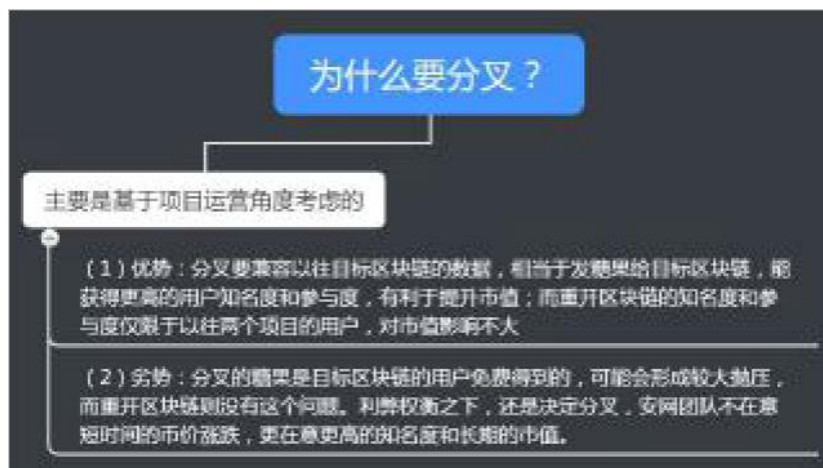 为什么要分叉？
主要是基于项目运营角度考虑的
（1）优势：分叉要兼容以往目标区块链的数据，相当于发糖果给目标区块链，能
获得更高的用户知名度和参与度，有利于提升市值；而重开区块链的知名度和参
与度仅限于以往两个项目的用户，对市值影响不大
（2）劣势：分叉的糖果是目标区块链的用户免费得到的，可能会形成较大抛压，
而重开区块链则没有这个问题。利弊权衡之下，还是决定分叉，安网团队不在意
短时间的币价涨跌，更在意更高的知名度和长期的市值。